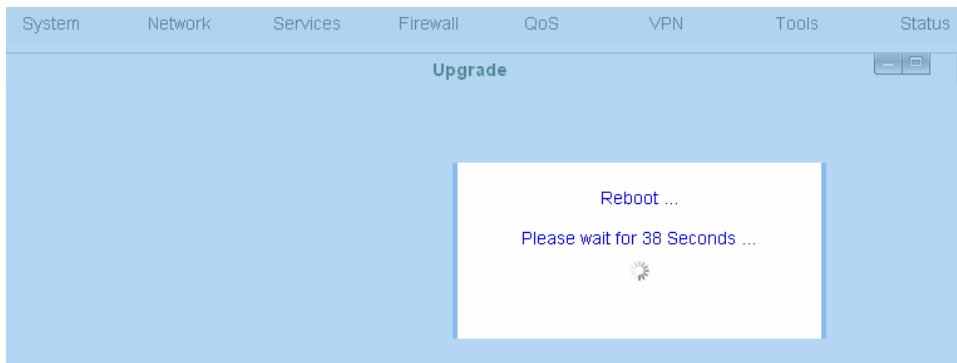 System Network Services Firewall QoS VPN Tools Status
Upgrade
Reboot ...
Please wait for 38 Seconds ...